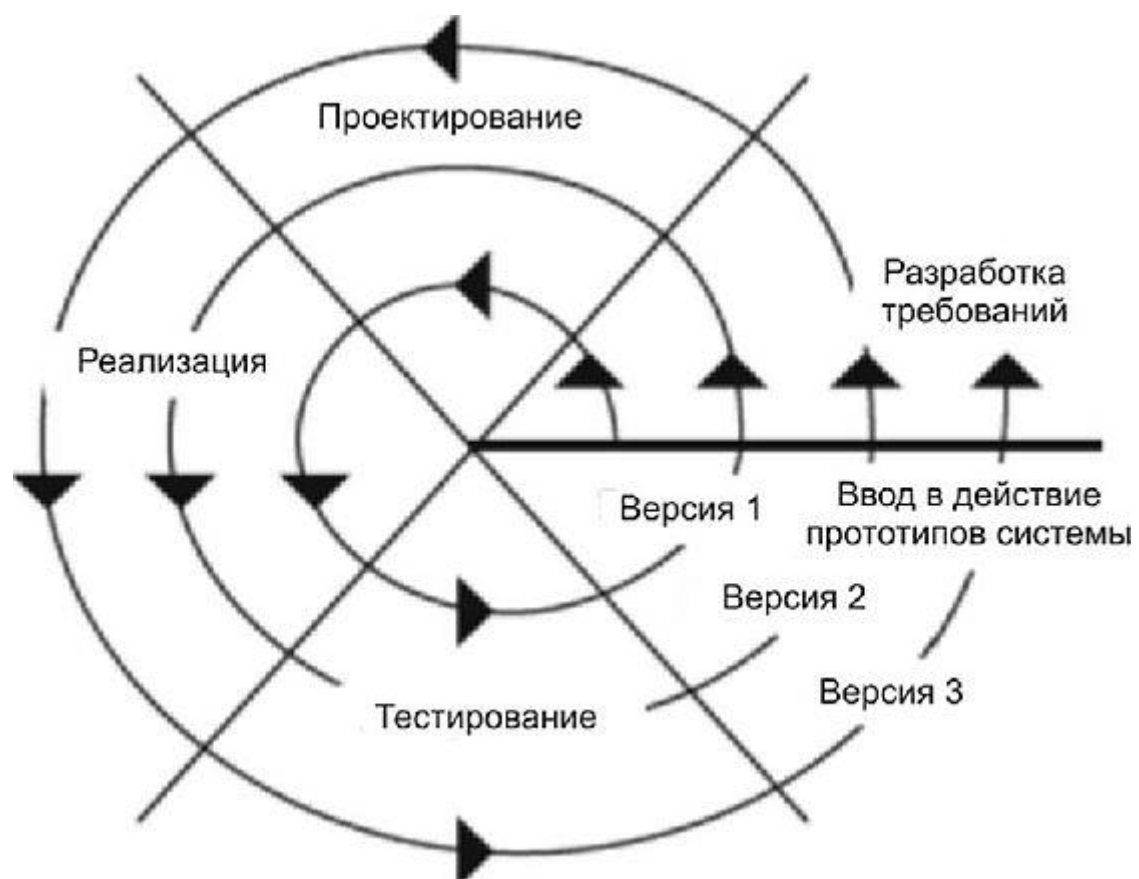 Проектирование
Разработка
требований
Реализация
Версия 1
Ввод в действие
прототипов системы
Версия 2
Версия 3
Тестирование